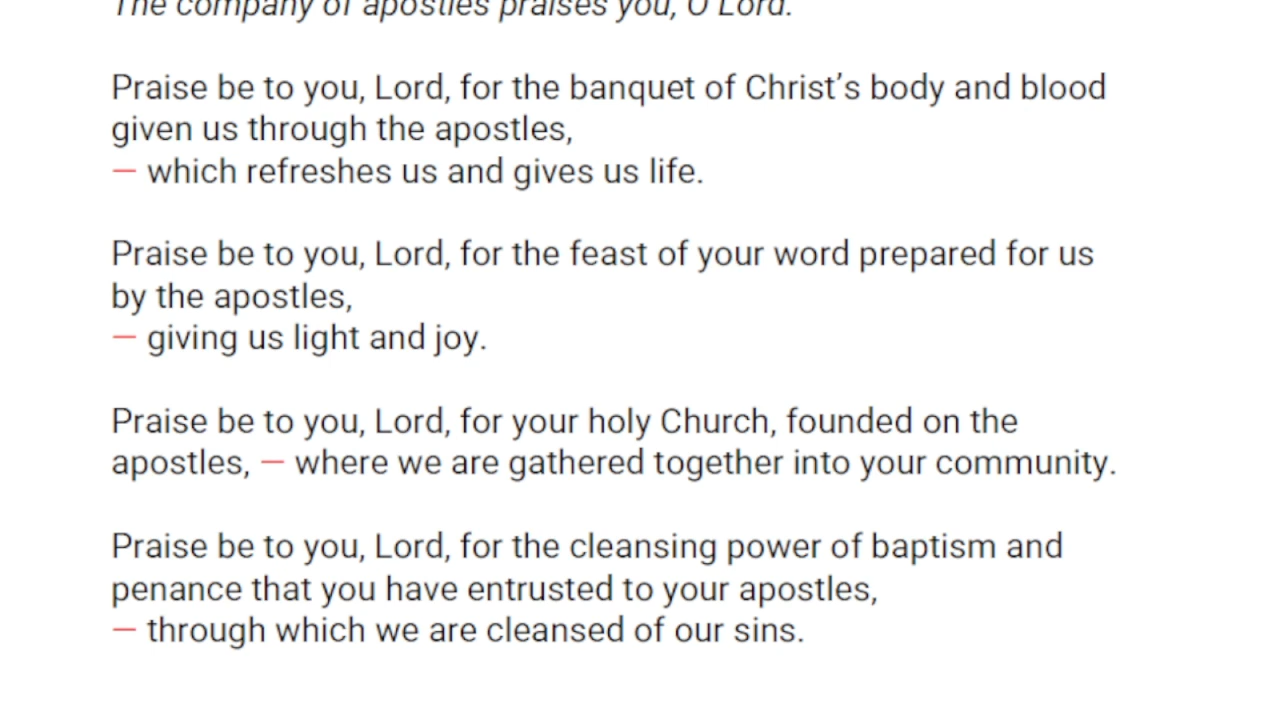 The company of apostles praises you, O Lord.
Praise be to you, Lord, for the banquet of Christ’s body and blood
given us through the apostles,
— which refreshes us and gives us life.
Praise be to you, Lord, for the feast of your word prepared for us
by the apostles,
— giving us light and joy.
Praise be to you, Lord, for your holy Church, founded on the
apostles, — where we are gathered together into your community.
Praise be to you, Lord, for the cleansing power of baptism and
penance that you have entrusted to your apostles,
— through which we are cleansed of our sins.